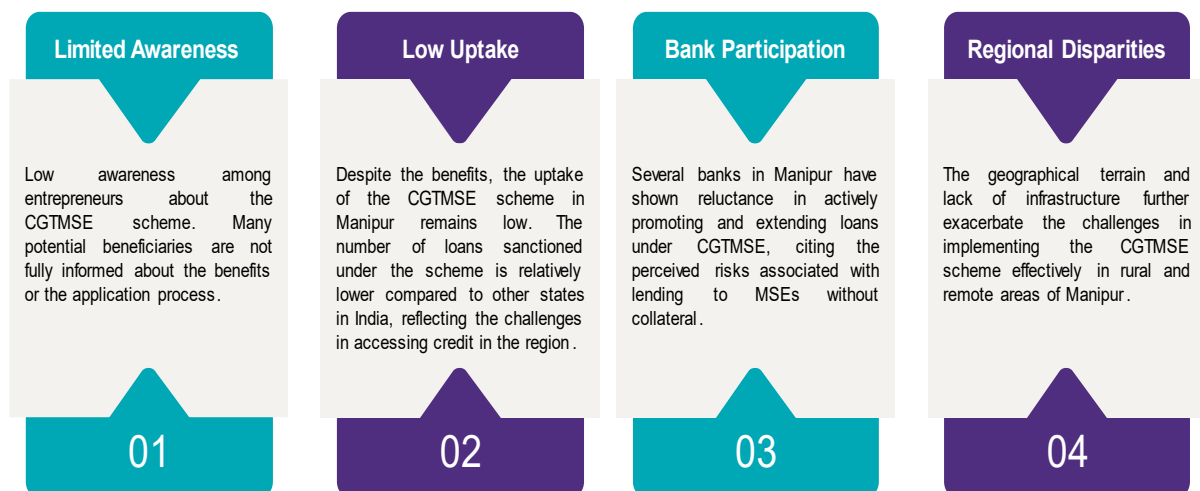 Limited Awareness
Low awareness among
entrepreneurs about the
CGTMSE scheme. Many
potential beneficiaries are not
fully informed about the benefits
or the application process.
01
Low Uptake
Despite the benefits, the uptake
of the CGTMSE scheme in
Manipur remains low. The
number of loans sanctioned
under the scheme is relatively
lower compared to other states
in India, reflecting the challenges
in accessing credit in the region.
02
Bank Participation
Several banks in Manipur have
shown reluctance in actively
promoting and extending loans
under CGTMSE, citing the
perceived risks associated with
lending to MSEs without
collateral.
03
Regional Disparities
The geographical terrain and
lack of infrastructure further
exacerbate the challenges in
implementing the CGTMSE
scheme effectively in rural and
remote areas of Manipur.
04